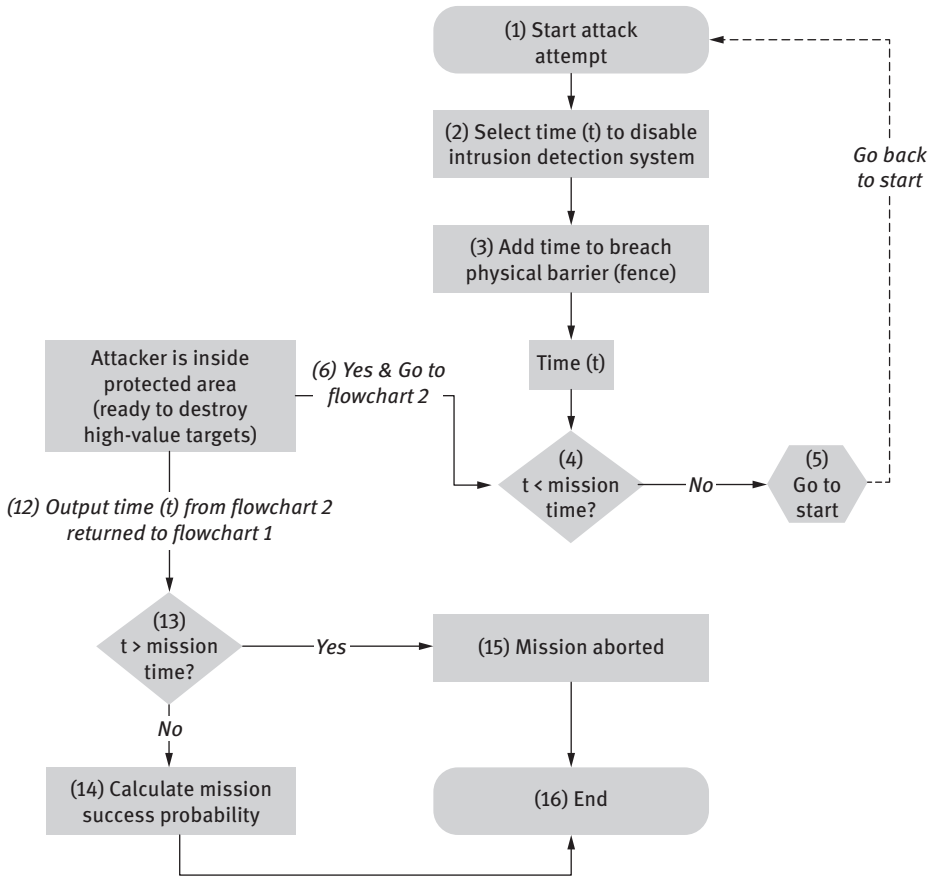 (1) Start attack
attempt
(2) Select time (t) to disable
intrusion detection system
Go back
to start
(3) Add time to breach
physical barrier (fence)
Time (t)
Attacker is inside
protected area
(ready to destroy
high-value targets)
(6) Yes & Go to
flowchart 2
(4)
t < mission
time?
No
(5)
Go to
start
(12) Output time (t) from flowchart 2
returned to flowchart 1
(13)
t > mission
time?
Yes
(15) Mission aborted
No
(14) Calculate mission
success probability
(16) End